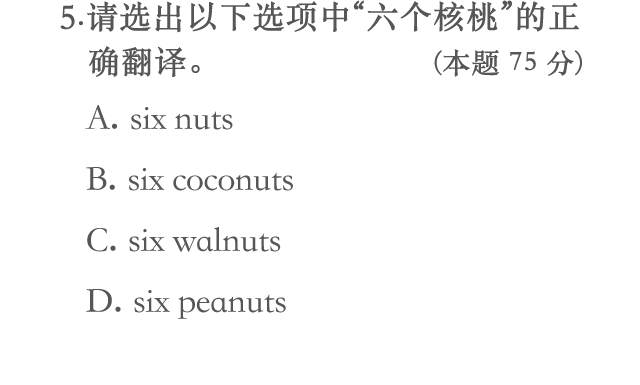 5.请选出以下选项中“六个核桃”的正
确翻译。 (本题 75 分)
A. six nuts
B. six coconuts
C. six walnuts
D. six peanuts